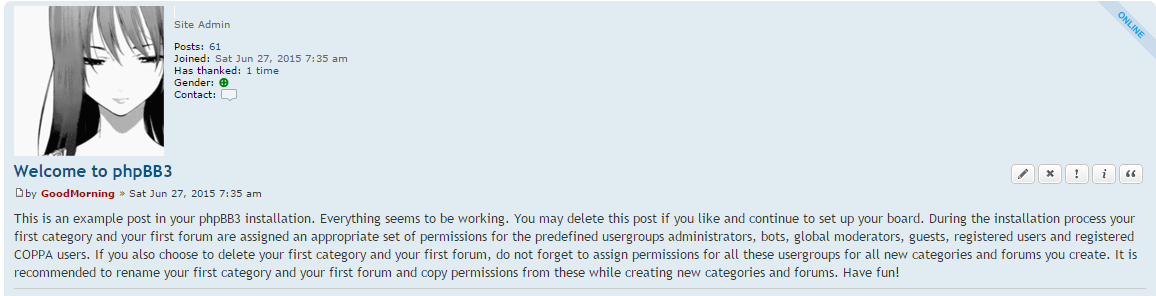 Site Admin
ONLINE
Posts: 61
Joined: Sat Jun 27, 2015 7:35 am
Has thanked: 1 time
Gender:
Contact:
Welcome to phpBB3
by GoodMorning » Sat Jun 27, 2015 7:35 am
This is an example post in your phpBB3 installation. Everything seems to be working. You may delete this post if you like and continue to set up your board. During the installation process your
first category and your first forum are assigned an appropriate set of permissions for the predefined usergroups administrators, bots, global moderators, guests, registered users and registered
COPPA users. If you also choose to delete your first category and your first forum, do not forget to assign permissions for all these usergroups for all new categories and forums you create. It is
recommended to rename your first category and your first forum and copy permissions from these while creating new categories and forums. Have fun!